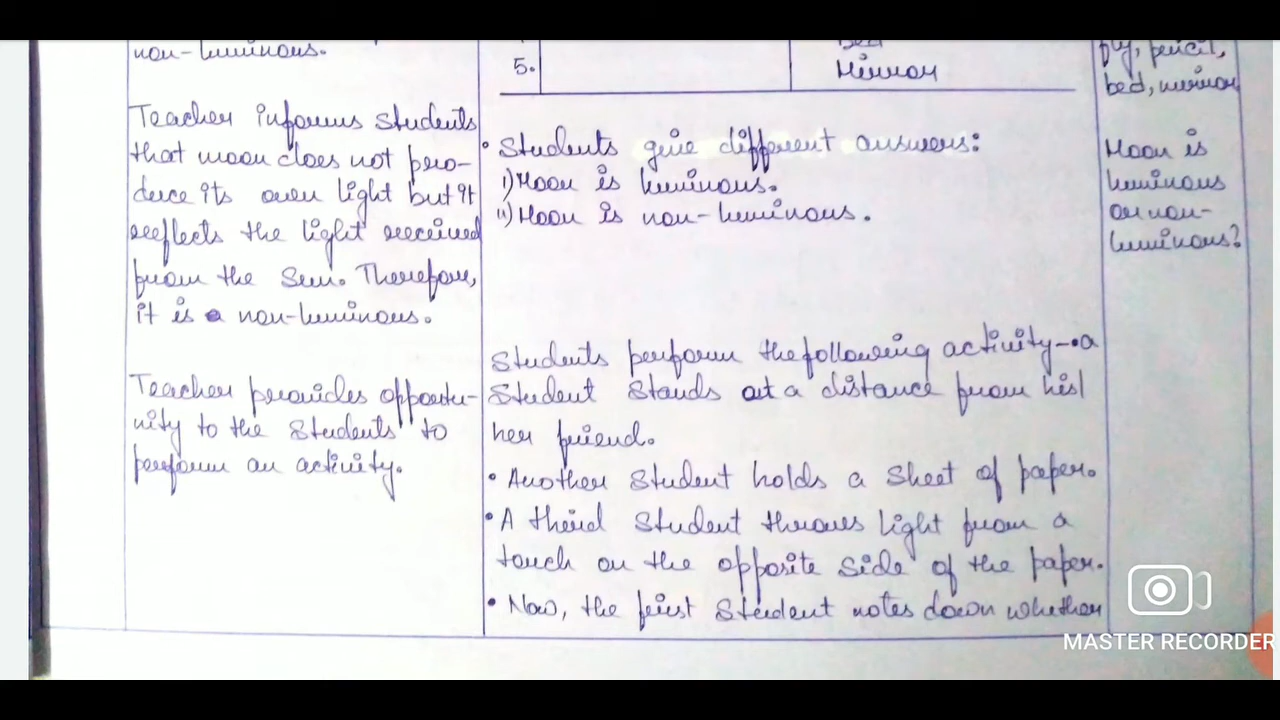 non-luminous.
Teacher informs students
that moon does not pro-
duce its own light but it
reflects the light received
from the Sun. Therefore,
it is a non-luminous.
Teacher provides opportu-
nity to the students to
perform an activity.
5.
Bed
Mirror
• Students give different answers:
i) Moon is luminous.
ii) Moon is non-luminous.
Students perform the following activity-• a
Student stands at a distance from his/
her friend.
• Another student holds a sheet of paper.
• A third student throws light from a
touch on the opposite side of the paper.
• Now, the first student notes down whether
fly, pencil,
bed, mirror
Moon is
luminous
or non-
luminous?
MASTER RECORDER